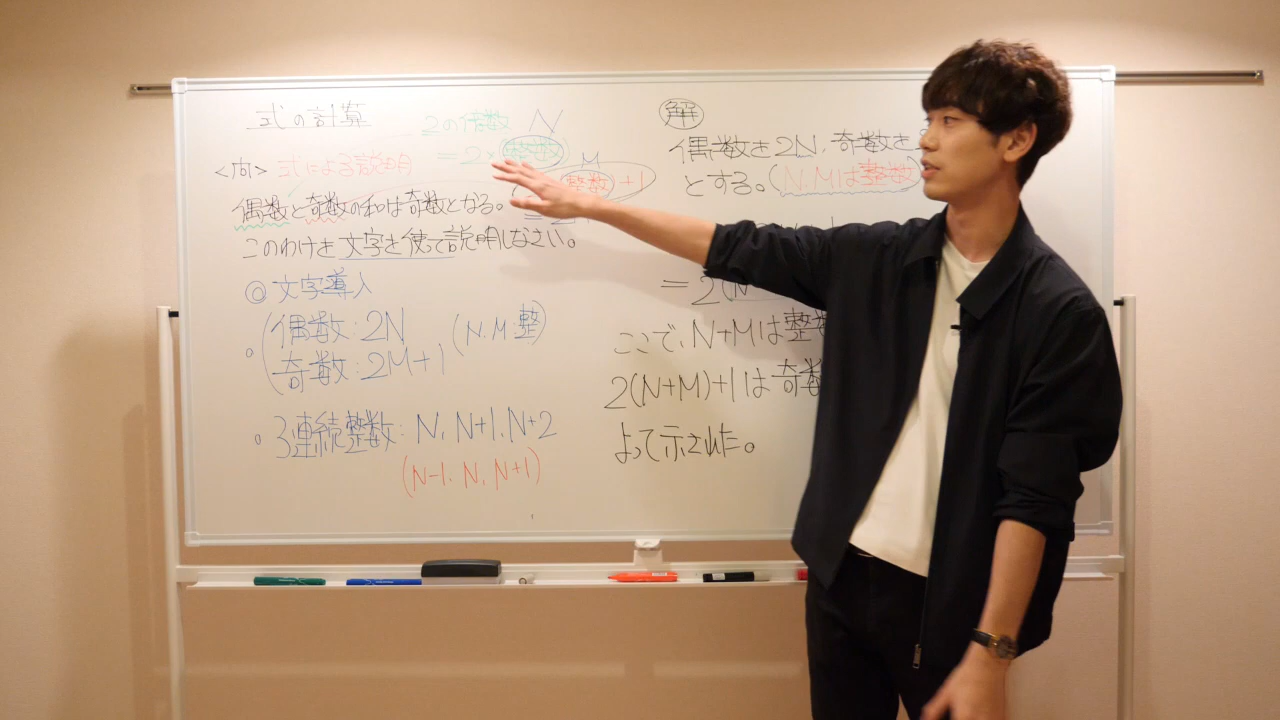 式の計算
2の倍数 N
= 2×整数
M
整数)+1
<問> 式による説明
偶数と奇数の和は奇数となる。
= 2
このわけを文字を使って説明しなさい。
◎文字導入
。(偶数:2N
奇数:2M+1 (N.M:整)
。3連続整数:N, N+1, N+2
(N-1, N, N+1)
解
偶数を2N、奇数を
とする。(N.Mは整数)
= 2(N
ここで、N+Mは整
2(N+M)+1は奇数
よって示された。